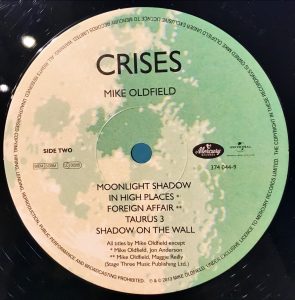 CRISES
MIKE OLDFIELD
SIDE TWO
Mercury
UNIVERSAL
374 044-9
MOONLIGHT SHADOW
IN HIGH PLACES *
FOREIGN AFFAIR **
TAURUS 3
SHADOW ON THE WALL
All titles by Mike Oldfield except
* Mike Oldfield, Jon Anderson
** Mike Oldfield, Maggie Reilly
(Stage Three Music Publishing Ltd.)